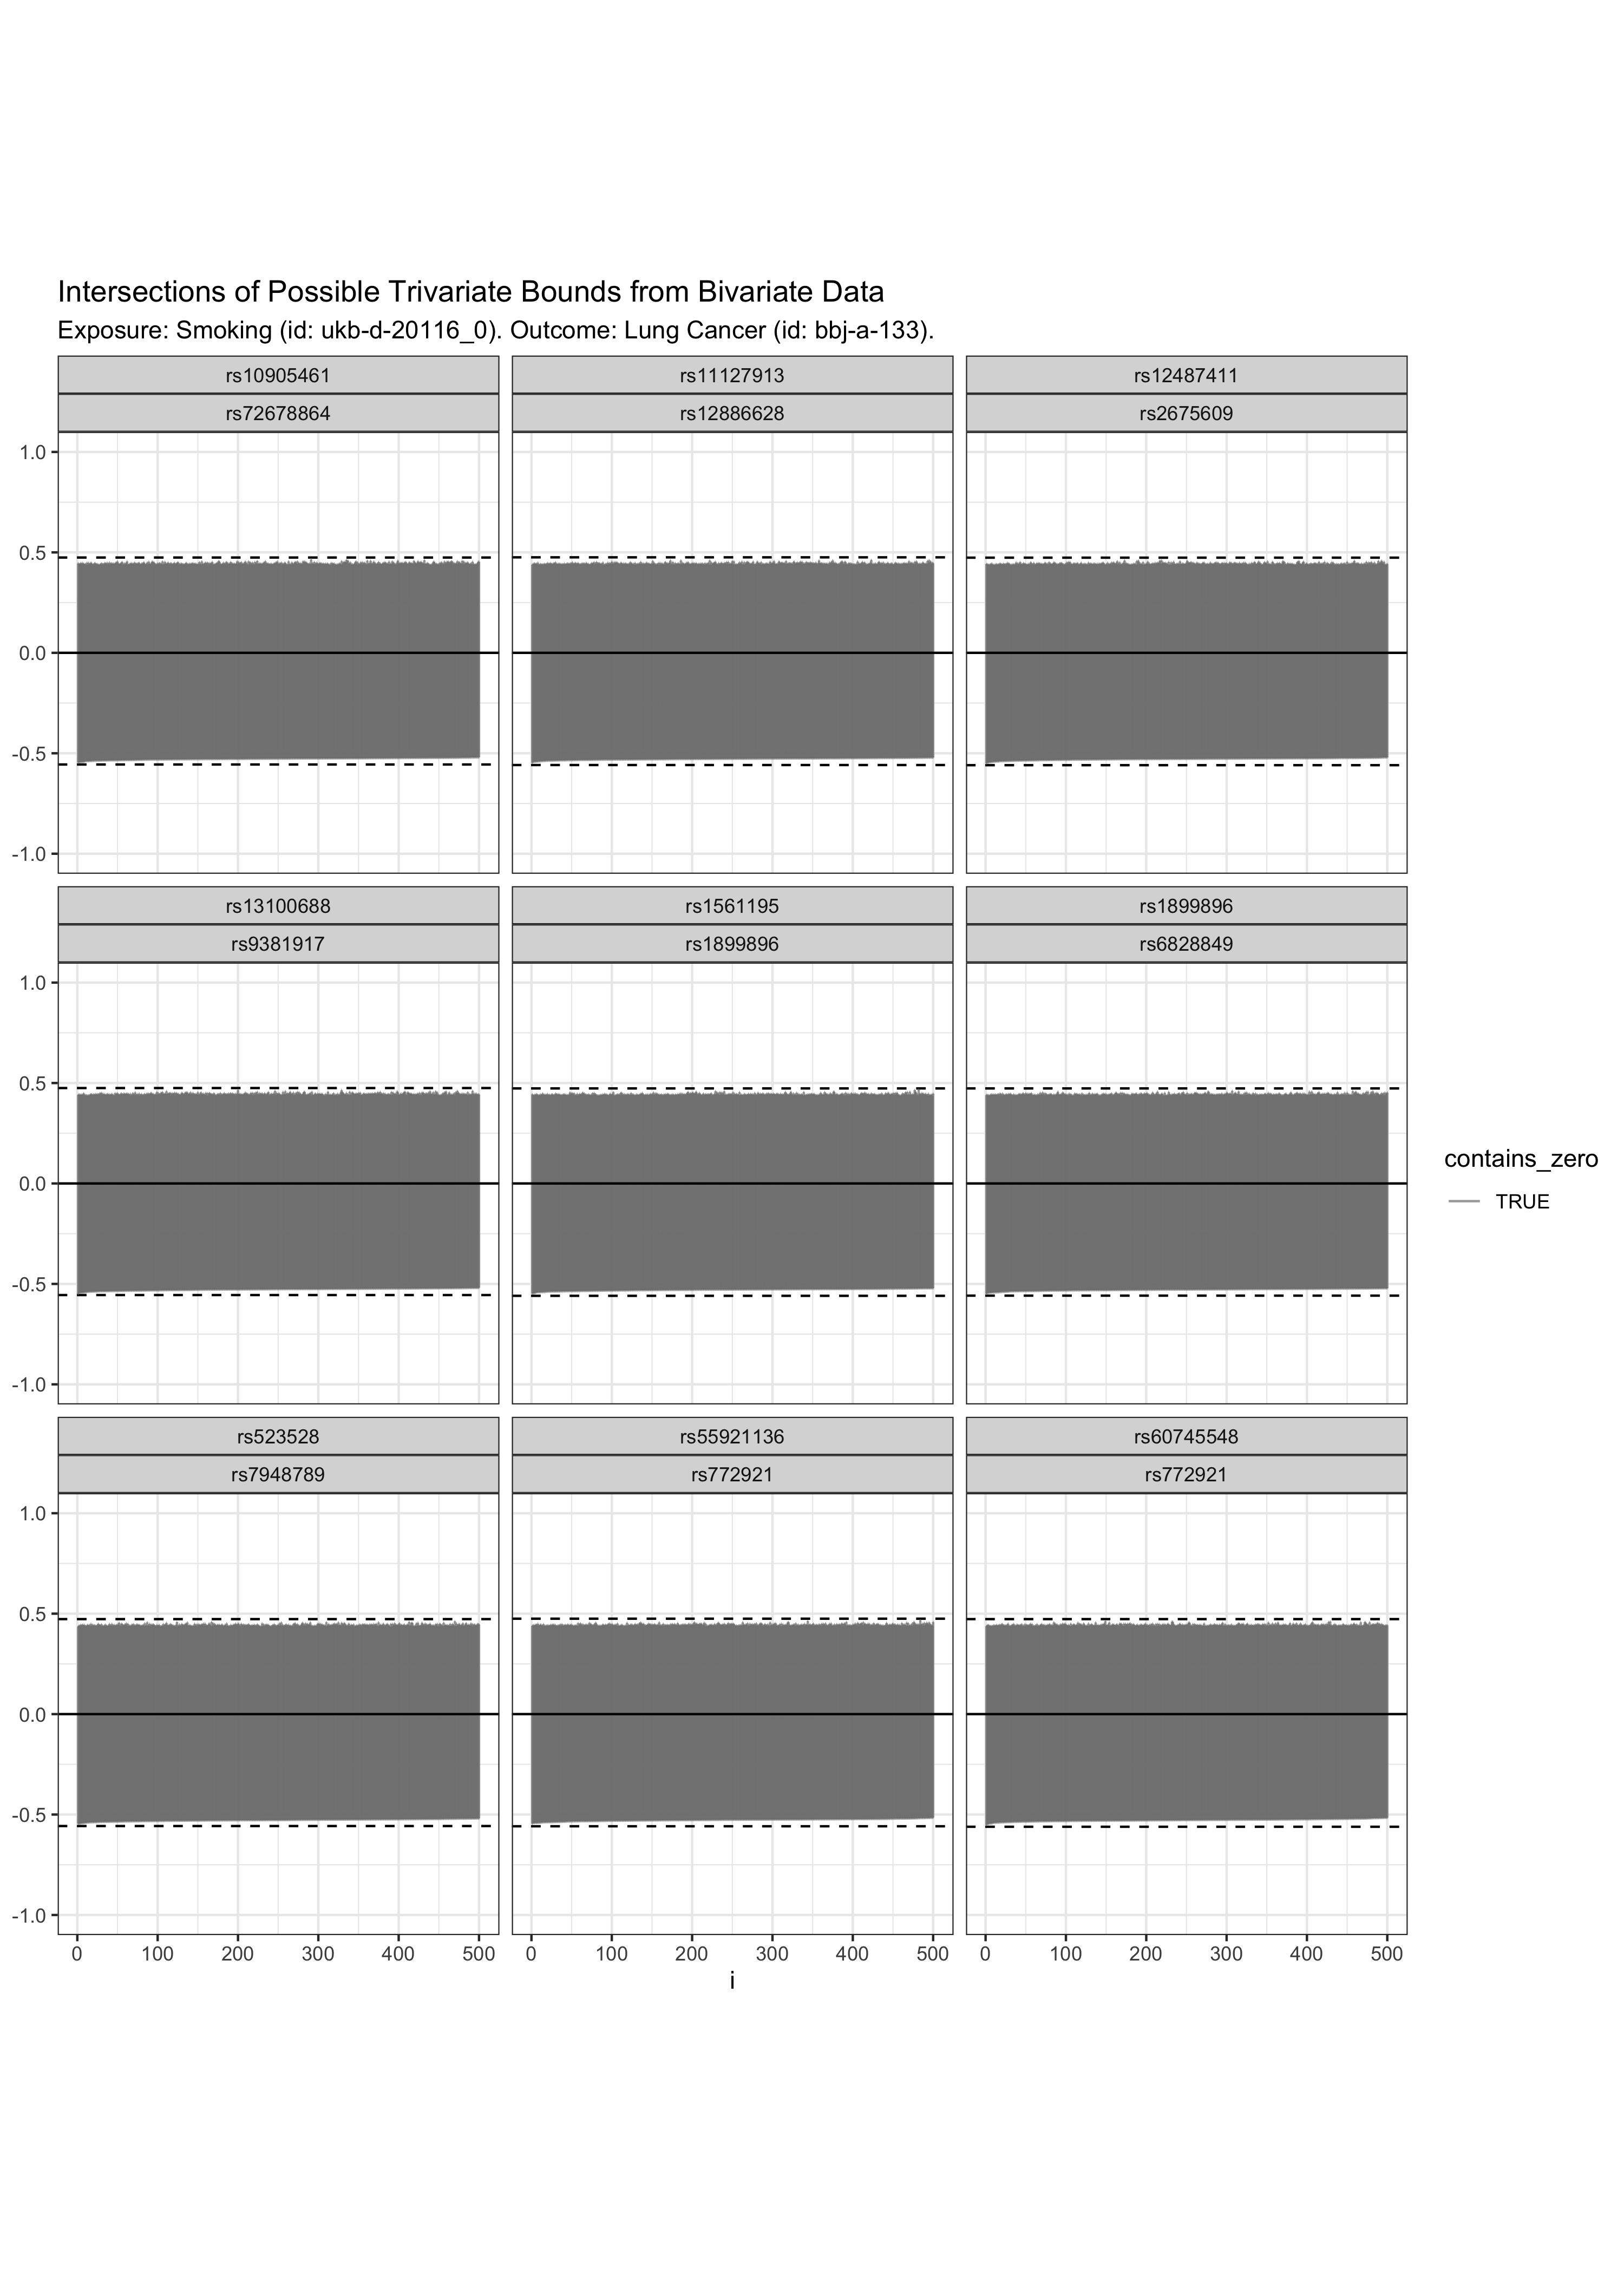 Intersections of Possible Trivariate Bounds from Bivariate Data
Exposure: Smoking (id: ukb-d-20116_0). Outcome: Lung Cancer (id: bbj-a-133).
rs10905461 rs11127913 rs12487411
rs72678864 rs12886628 rs2675609
1.0
0.5
0.0
-0.5
-1.0
rs13100688 rs1561195 rs1899896
rs9381917 rs1899896 rs6828849
1.0
0.5
0.0
-0.5
-1.0
rs523528 rs55921136 rs60745548
rs7948789 rs772921 rs772921
1.0
0.5
0.0
-0.5
-1.0
0 100 200 300 400 500 0 100 200 300 400 500 0 100 200 300 400 500
i
contains_zero
TRUE